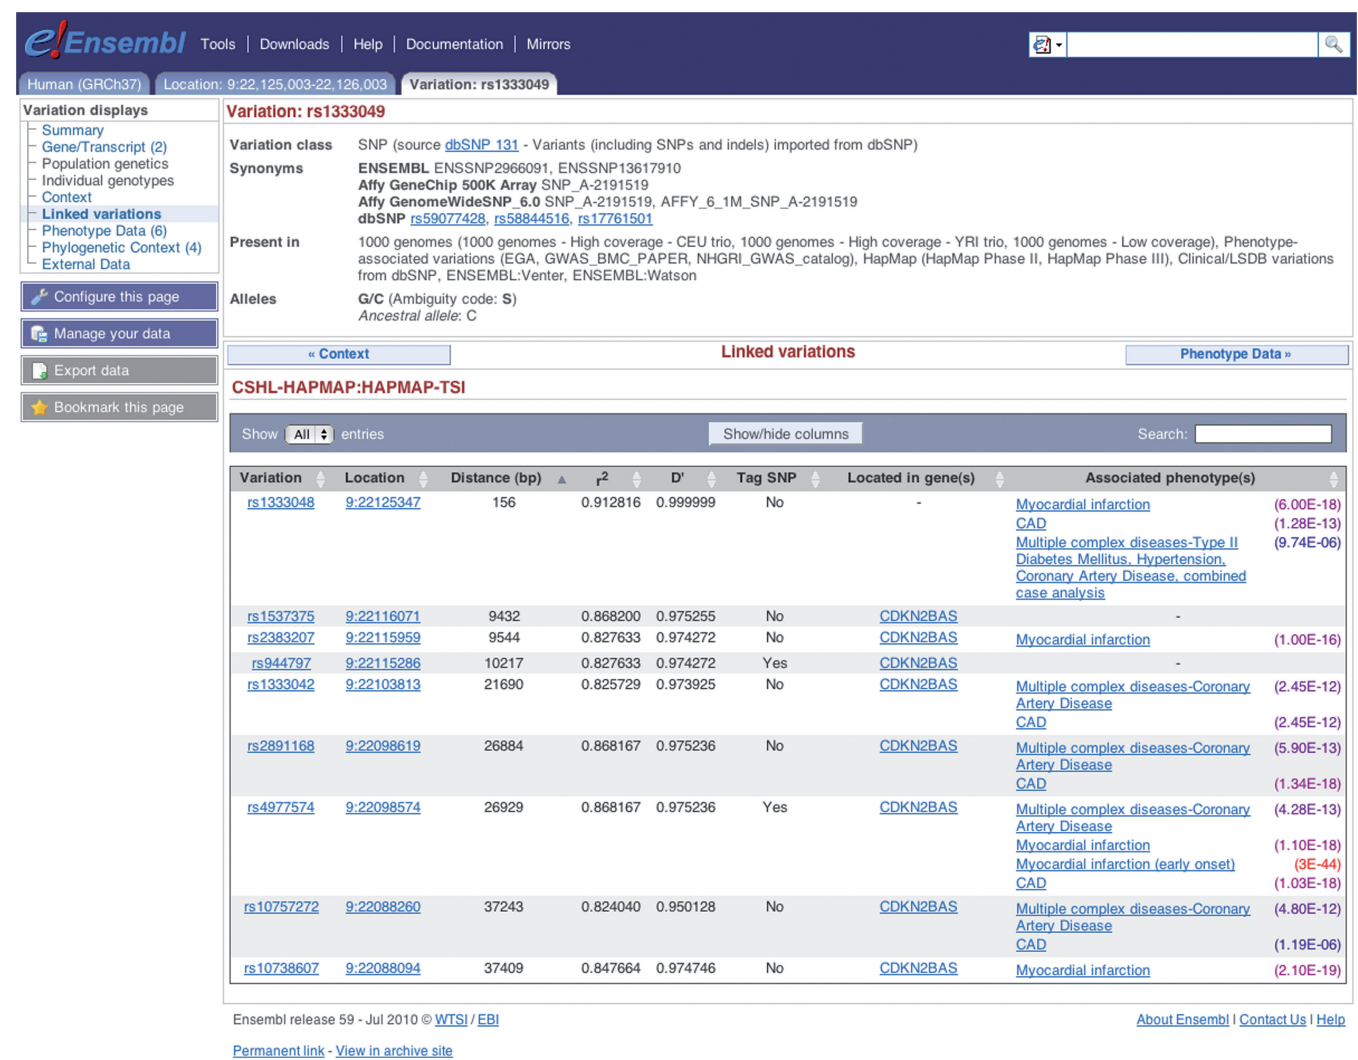 e!Ensembl Tools | Downloads | Help | Documentation | Mirrors
Human (GRCh37) Location: 9:22,125,003-22,126,003 Variation: rs1333049
Variation displays
Summary
Gene/Transcript (2)
Population genetics
Individual genotypes
Context
Linked variations
Phenotype Data (6)
Phylogenetic Context (4)
External Data
Configure this page
Manage your data
Export data
Bookmark this page
Variation: rs1333049
Variation class SNP (source dbSNP 131 - Variants (including SNPs and indels) imported from dbSNP)
Synonyms ENSEMBL ENSSNP2966091, ENSSNP13617910
Affy GeneChip 500K Array SNP_A-2191519
Affy GenomeWideSNP_6.0 SNP_A-2191519, AFFY_6_1M_SNP_A-2191519
dbSNP rs59077428, rs58844516, rs17761501
Present in 1000 genomes (1000 genomes - High coverage - CEU trio, 1000 genomes - High coverage - YRI trio, 1000 genomes - Low coverage), Phenotype-
associated variations (EGA, GWAS_BMC_PAPER, NHGRI_GWAS_catalog), HapMap (HapMap Phase II, HapMap Phase III), Clinical/LSDB variations
from dbSNP, ENSEMBL:Venter, ENSEMBL:Watson
Alleles G/C (Ambiguity code: S)
Ancestral allele: C
« Context Linked variations Phenotype Data »
CSHL-HAPMAP:HAPMAP-TSI
Show All entries Show/hide columns Search:
Variation Location Distance (bp) r2 D' Tag SNP Located in gene(s) Associated phenotype(s)
rs1333048 9:22125347 156 0.912816 0.999999 No - Myocardial infarction (6.00E-18)
CAD (1.28E-13)
Multiple complex diseases-Type II (9.74E-06)
Diabetes Mellitus, Hypertension,
Coronary Artery Disease, combined
case analysis
rs1537375 9:22116071 9432 0.868200 0.975255 No CDKN2BAS -
rs2383207 9:22115959 9544 0.827633 0.974272 No CDKN2BAS Myocardial infarction (1.00E-16)
rs944797 9:22115286 10217 0.827633 0.974272 Yes CDKN2BAS -
rs1333042 9:22103813 21690 0.825729 0.973925 No CDKN2BAS Multiple complex diseases-Coronary (2.45E-12)
Artery Disease
CAD (2.45E-12)
rs2891168 9:22098619 26884 0.868167 0.975236 No CDKN2BAS Multiple complex diseases-Coronary (5.90E-13)
Artery Disease
CAD (1.34E-18)
rs4977574 9:22098574 26929 0.868167 0.975236 Yes CDKN2BAS Multiple complex diseases-Coronary (4.28E-13)
Artery Disease
Myocardial infarction (1.10E-18)
Myocardial infarction (early onset) (3E-44)
CAD (1.03E-18)
rs10757272 9:22088260 37243 0.824040 0.950128 No CDKN2BAS Multiple complex diseases-Coronary (4.80E-12)
Artery Disease
CAD (1.19E-06)
rs10738607 9:22088094 37409 0.847664 0.974746 No CDKN2BAS Myocardial infarction (2.10E-19)
Ensembl release 59 - Jul 2010 © WTSI / EBI About Ensembl | Contact Us | Help
Permanent link - View in archive site